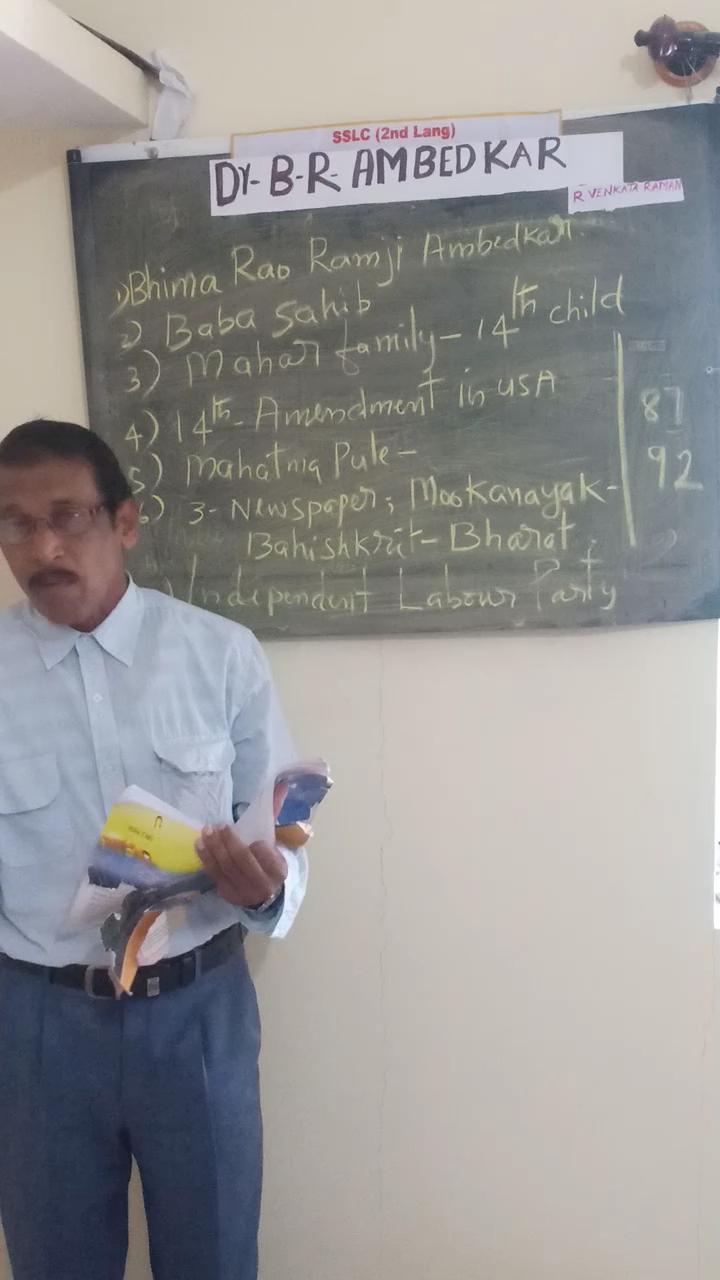 SSLC (2nd Lang)
Dr- B-R- AMBEDKAR
R VENKATA RAMAN
1) Bhima Rao Ramji Ambedkar.
2) Baba Sahib
3) Mahar family - 14th child
4) 14th - Amendment in USA
5) Mahatma Pule -
6) 3 - Newspaper; Mookanayak -
Bahishkrit - Bharat.
) Independent Labour Party
87
92